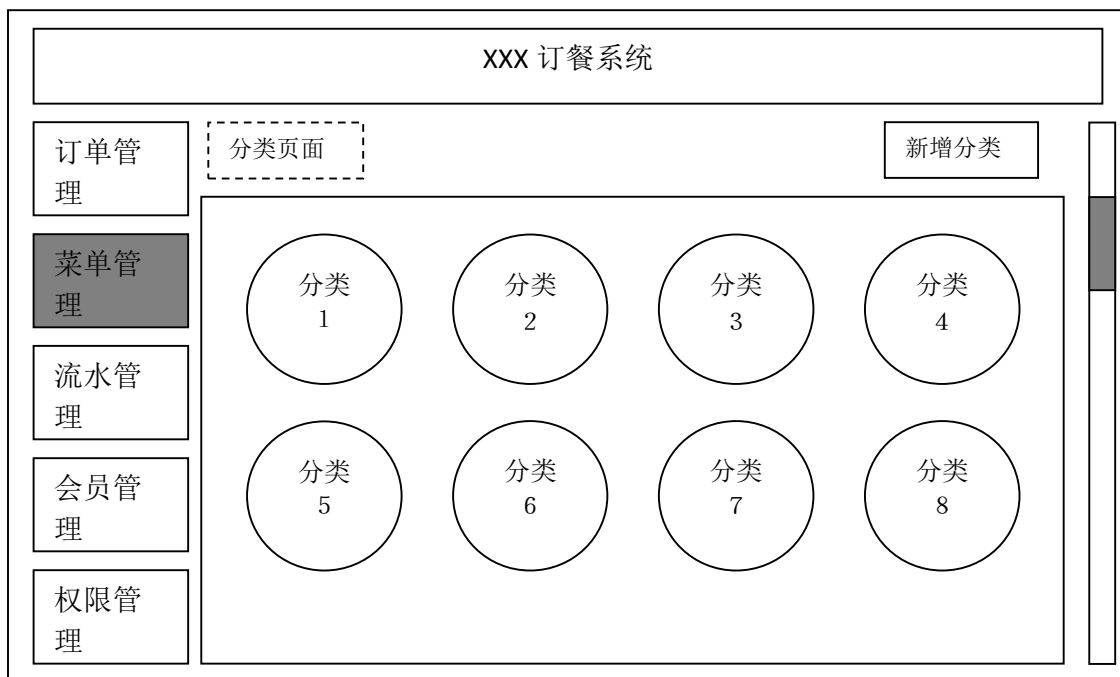 XXX 订餐系统
订单管
理
分类页面
新增分类
菜单管
理
分类
1
分类
2
分类
3
分类
4
流水管
理
分类
5
分类
6
分类
7
分类
8
会员管
理
权限管
理